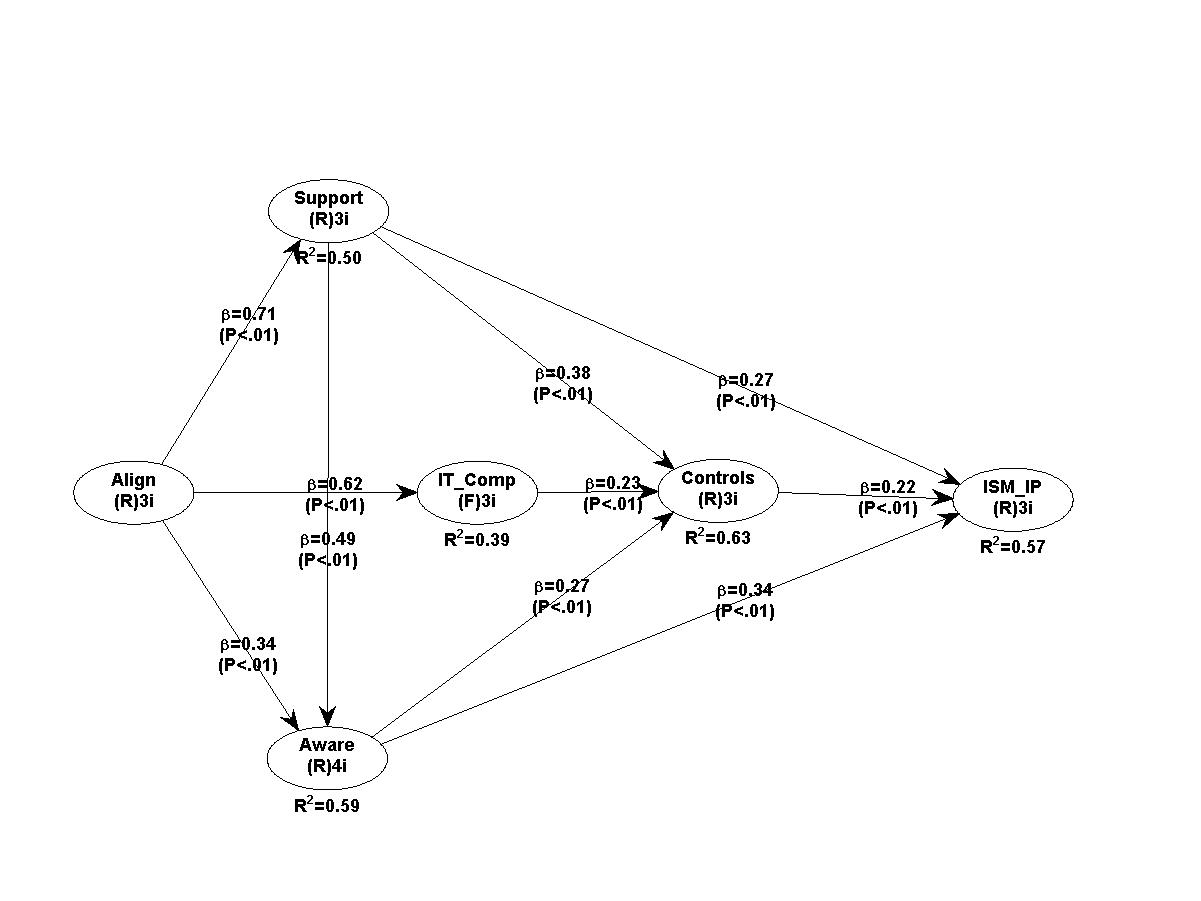 Support
(R)3i
R²=0.50
β=0.71
(P<.01)
β=0.38
(P<.01)
β=0.27
(P<.01)
Align
(R)3i
β=0.62
(P<.01)
IT_Comp
(F)3i
R²=0.39
β=0.23
(P<.01)
Controls
(R)3i
R²=0.63
β=0.22
(P<.01)
ISM_IP
(R)3i
R²=0.57
β=0.49
(P<.01)
β=0.27
(P<.01)
β=0.34
(P<.01)
β=0.34
(P<.01)
Aware
(R)4i
R²=0.59